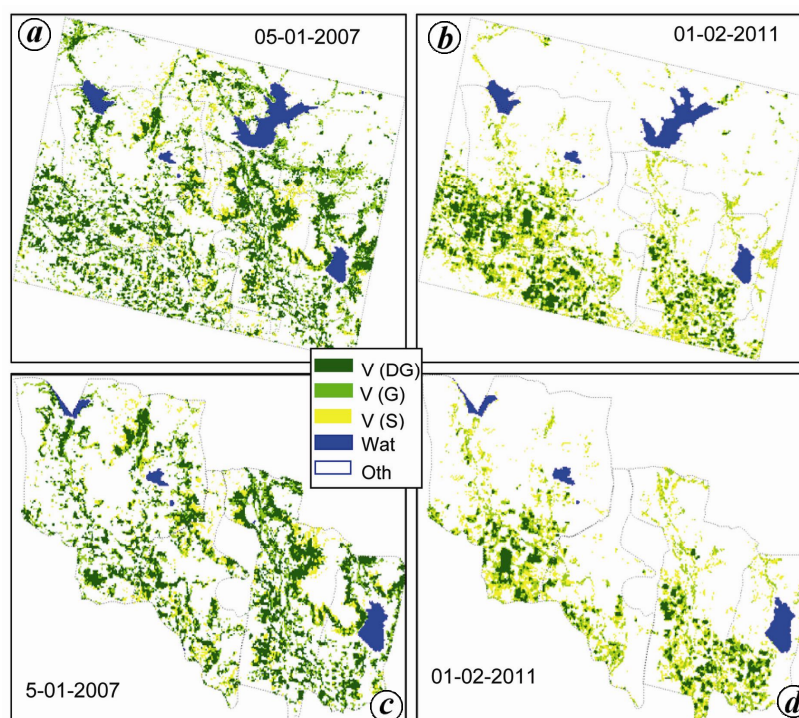 a
05-01-2007
b
01-02-2011
V (DG)
V (G)
V (S)
Wat
Oth
5-01-2007
c
01-02-2011
d